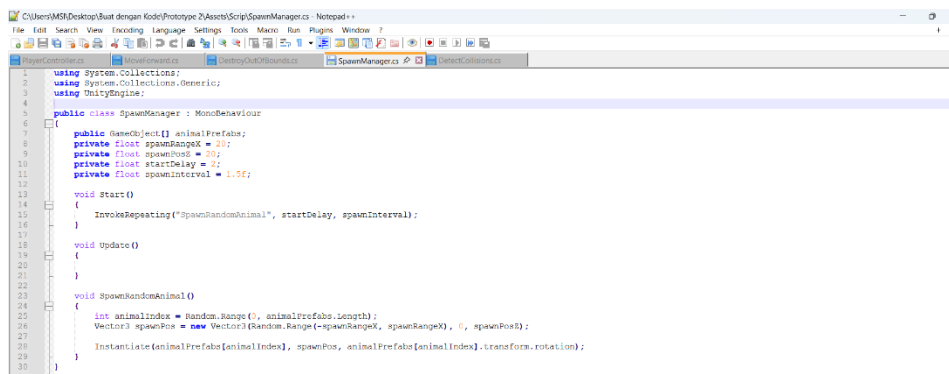 C:\Users\MSI\Desktop\Buat dengan Kode\Prototype 2\Assets\Scrip\SpawnManager.cs - Notepad++
File Edit Search View Encoding Language Settings Tools Macro Run Plugins Window ?
PlayerController.cs MoveForward.cs DestroyOutOfBounds.cs SpawnManager.cs DetectCollisions.cs
1 using System.Collections;
2 using System.Collections.Generic;
3 using UnityEngine;
4
5 public class SpawnManager : MonoBehaviour
6 {
7 public GameObject[] animalPrefabs;
8 private float spawnRangeX = 20;
9 private float spawnPosZ = 20;
10 private float startDelay = 2;
11 private float spawnInterval = 1.5f;
12
13 void Start()
14 {
15 InvokeRepeating("SpawnRandomAnimal", startDelay, spawnInterval);
16 }
17
18 void Update()
19 {
20
21 }
22
23 void SpawnRandomAnimal()
24 {
25 int animalIndex = Random.Range(0, animalPrefabs.Length);
26 Vector3 spawnPos = new Vector3(Random.Range(-spawnRangeX, spawnRangeX), 0, spawnPosZ);
27
28 Instantiate(animalPrefabs[animalIndex], spawnPos, animalPrefabs[animalIndex].transform.rotation);
29 }
30 }